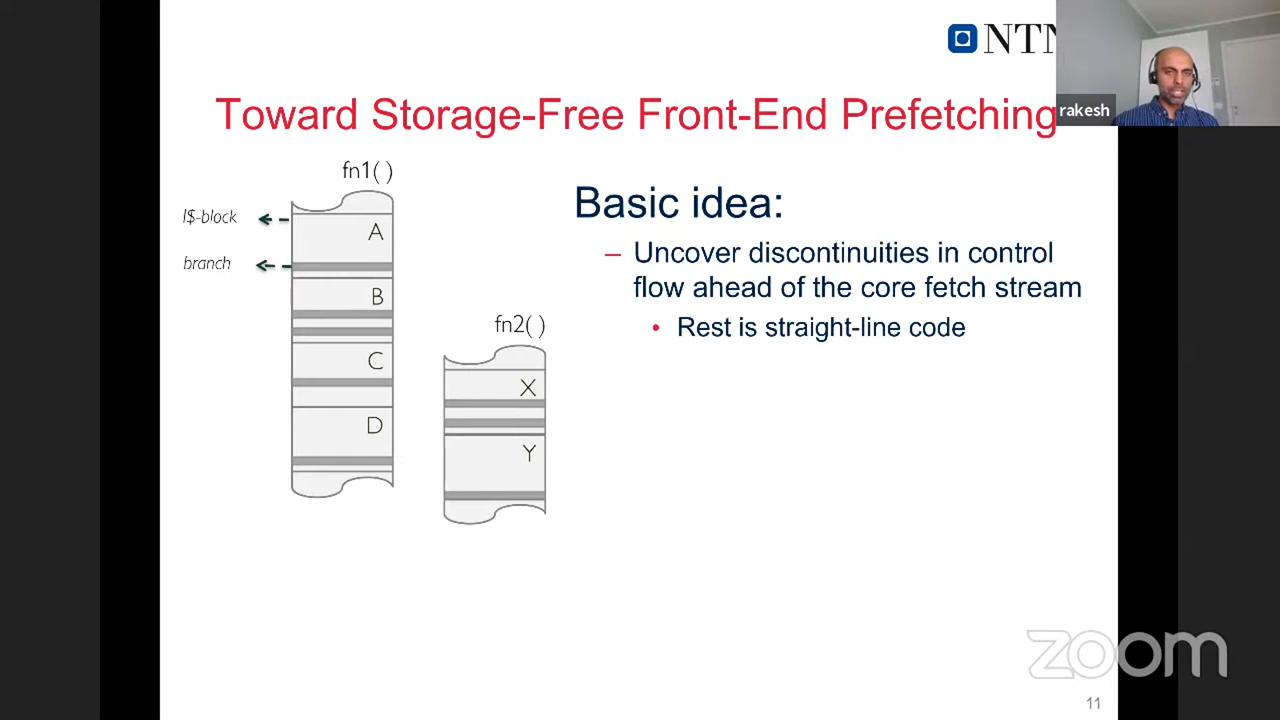 NTN
rakesh
Toward Storage-Free Front-End Prefetching
fn1( )
I$-block
branch
A
B
C
D
fn2( )
X
Y
Basic idea:
– Uncover discontinuities in control
flow ahead of the core fetch stream
• Rest is straight-line code
zoom
11